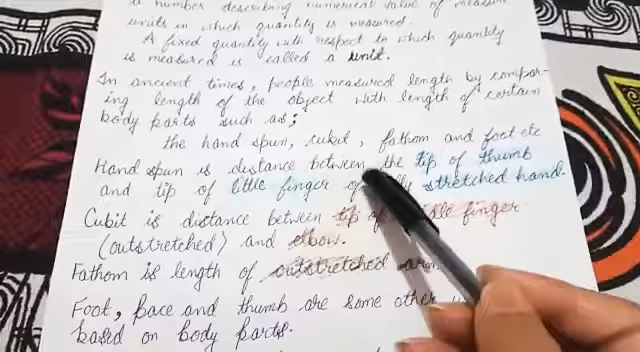 a number describing numerical value of measur
units in which quantity is measured.
A fixed quantity with respect to which quantity
is measured is called a unit.
In ancient times, people measured length by compar-
ing length of the object with length of certain
body parts such as;
the hand spun, cubit, fathom and foot etc
Hand spun is distance between the tip of thumb
and tip of little finger of stretched hand.
Cubit is distance between tip of finger
(outstretched) and elbow.
Fathom is length of outstretched
Foot, pace and thumb are some other
based on body parts.